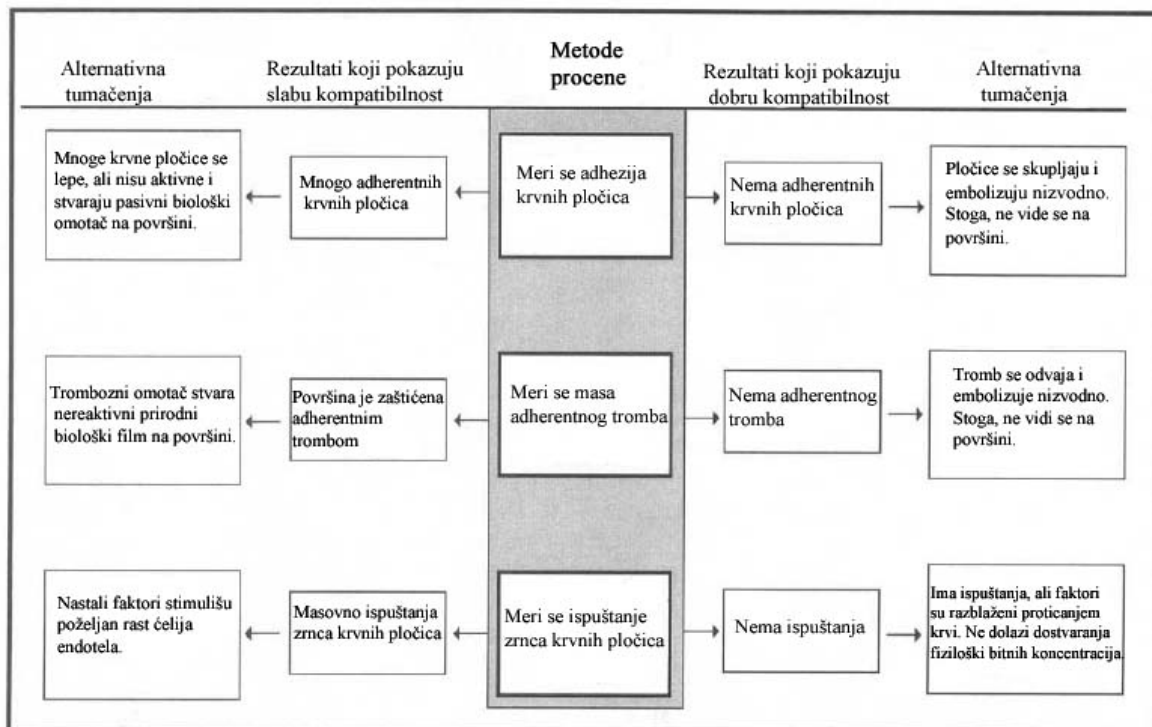 Alternativna
tumačenja
Rezultati koji pokazuju
slabu kompatibilnost
Metode
procene
Rezultati koji pokazuju
dobru kompatibilnost
Alternativna
tumačenja
Mnoge krvne pločice se
lepe, ali nisu aktivne i
stvaraju pasivni biološki
omotač na površini.
Mnogo adherentnih
krvnih pločica
Meri se adhezija
krvnih pločica
Nema adherentnih
krvnih pločica
Pločice se skupljaju i
embolizuju nizvodno.
Stoga, ne vide se na
površini.
Trombozni omotač stvara
nereaktivni prirodni
biološki film na površini.
Površina je zaštićena
adherentnim
trombom
Meri se masa
adherentnog tromba
Nema adherentnog
tromba
Tromb se odvaja i
embolizuje nizvodno.
Stoga, ne vidi se na
površini.
Nastali faktori stimulišu
poželjan rast ćelija
endotela.
Masovno ispuštanja
zrnca krvnih pločica
Meri se ispuštanje
zrnca krvnih pločica
Nema ispuštanja
Ima ispuštanja, ali faktori
su razblaženi proticanjem
krvi. Ne dolazi dostvaranja
fiziloški bitnih koncentracija.